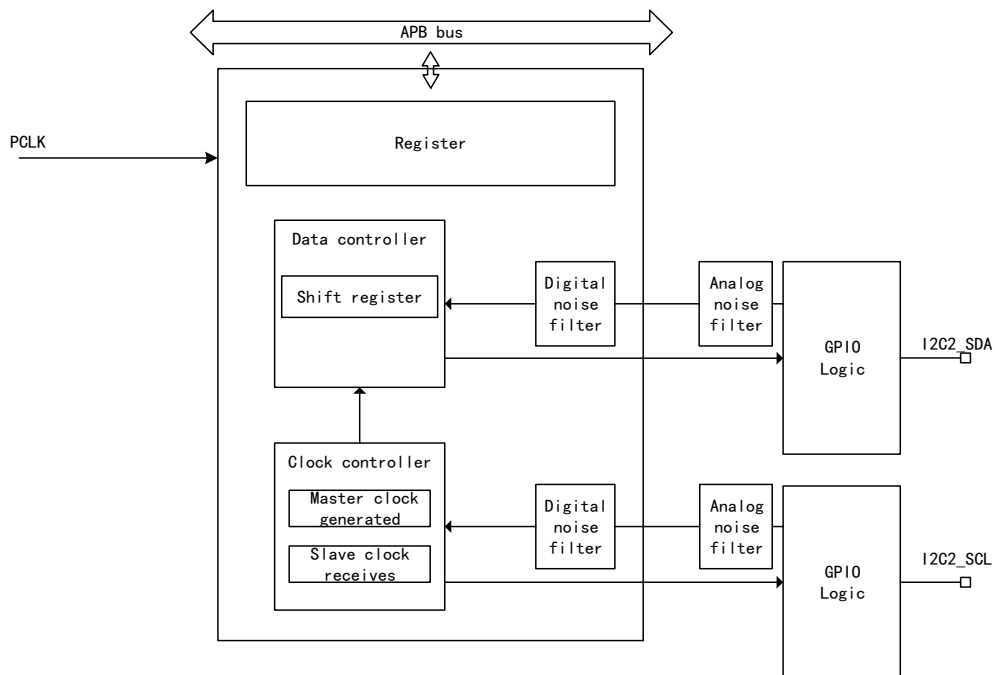 APB bus
PCLK
Register
Data controller
Shift register
Digital
noise
filter
Analog
noise
filter
GPIO
Logic
I2C2_SDA
Clock controller
Master clock
generated
Slave clock
receives
Digital
noise
filter
Analog
noise
filter
GPIO
Logic
I2C2_SCL